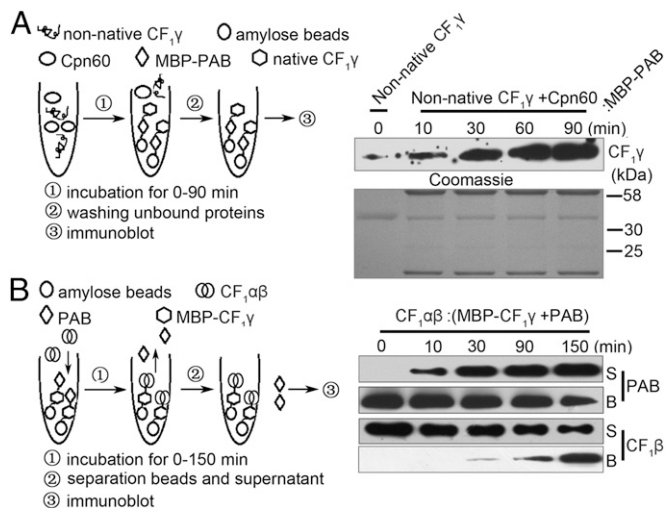 A
non-native CF₁γ
amylose beads
Cpn60
MBP-PAB
native CF₁γ
①
②
③
① incubation for 0-90 min
② washing unbound proteins
③ immunoblot
Non-native CF₁γ
Non-native CF₁γ +Cpn60
:MBP-PAB
0 10 30 60 90 (min)
CF₁γ
Coomassie
(kDa)
58
30
25
B
amylose beads
CF₁αβ
PAB
MBP-CF₁γ
①
②
③
① incubation for 0-150 min
② separation beads and supernatant
③ immunoblot
CF₁αβ :(MBP-CF₁γ +PAB)
0 10 30 90 150 (min)
S
B
PAB
S
B
CF₁β